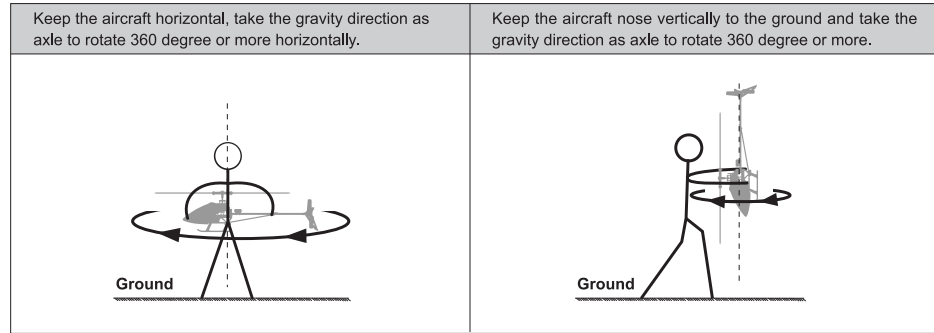 Keep the aircraft horizontal, take the gravity direction as
axle to rotate 360 degree or more horizontally.
Keep the aircraft nose vertically to the ground and take the
gravity direction as axle to rotate 360 degree or more.
Ground
Ground